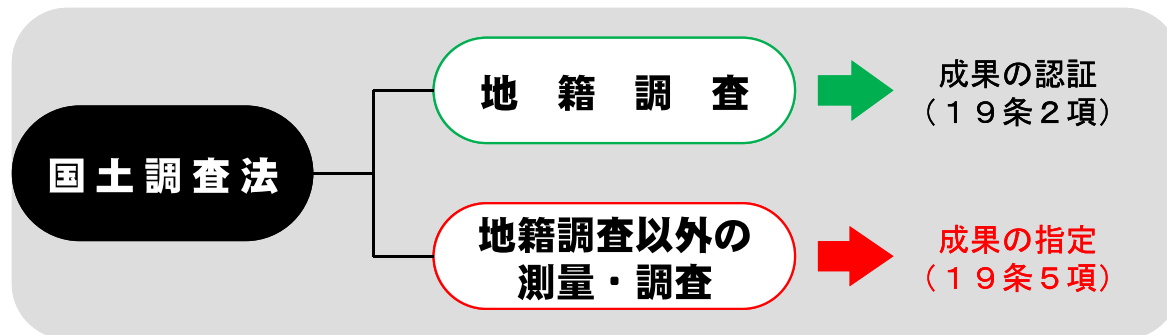 国土調査法
地籍調査
成果の認証
（１９条２項）
地籍調査以外の
測量・調査
成果の指定
（１９条５項）